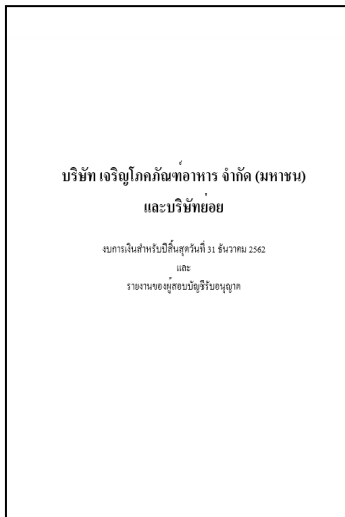 บริษัท เจริญโภคภัณฑ์อาหาร จำกัด (มหาชน)
และบริษัทย่อย
งบการเงินสำหรับปีสิ้นสุดวันที่ 31 ธันวาคม 2562
และ
รายงานของผู้สอบบัญชีรับอนุญาต